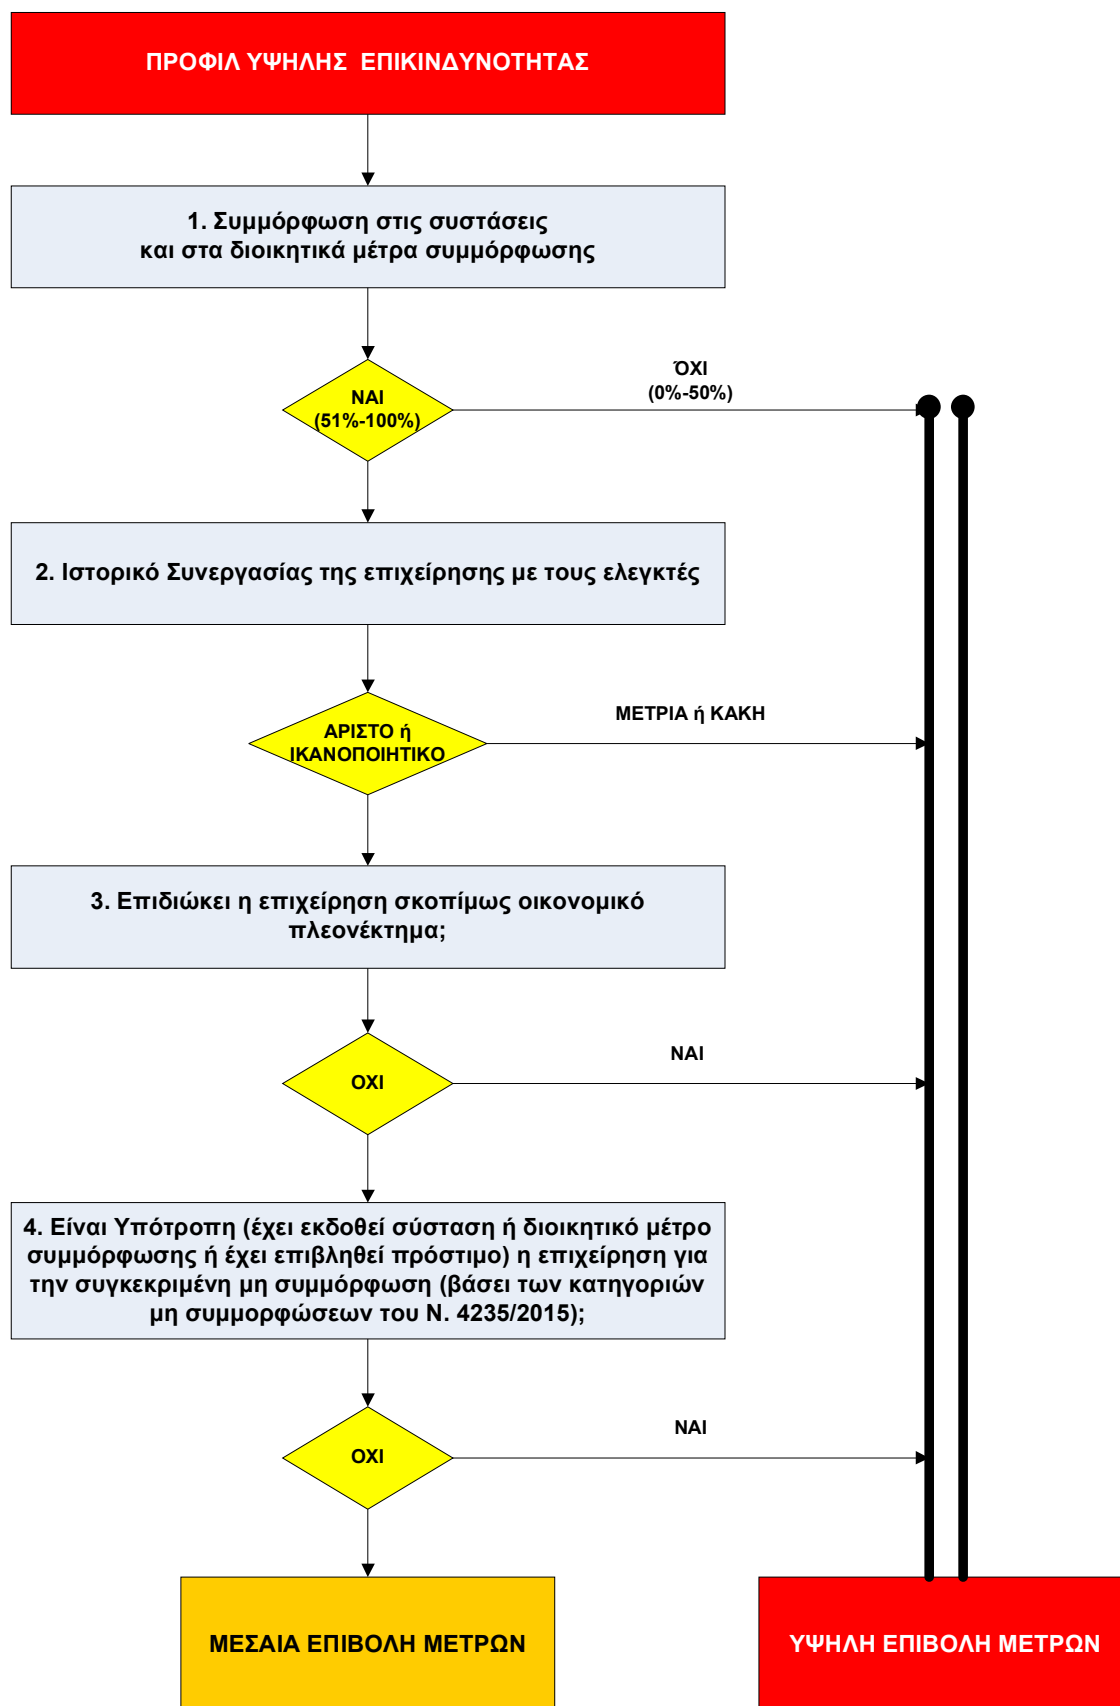 ΠΡΟΦΙΛ ΥΨΗΛΗΣ ΕΠΙΚΙΝΔΥΝΟΤΗΤΑΣ
1. Συμμόρφωση στις συστάσεις
και στα διοικητικά μέτρα συμμόρφωσης
ΝΑΙ
(51%-100%)
ΌΧΙ
(0%-50%)
2. Ιστορικό Συνεργασίας της επιχείρησης με τους ελεγκτές
ΑΡΙΣΤΟ ή
ΙΚΑΝΟΠΟΙΗΤΙΚΟ
ΜΕΤΡΙΑ ή ΚΑΚΗ
3. Επιδιώκει η επιχείρηση σκοπίμως οικονομικό
πλεονέκτημα;
ΟΧΙ
ΝΑΙ
4. Είναι Υπότροπη (έχει εκδοθεί σύσταση ή διοικητικό μέτρο
συμμόρφωσης ή έχει επιβληθεί πρόστιμο) η επιχείρηση για
την συγκεκριμένη μη συμμόρφωση (βάσει των κατηγοριών
μη συμμορφώσεων του Ν. 4235/2015);
ΟΧΙ
ΝΑΙ
ΜΕΣΑΙΑ ΕΠΙΒΟΛΗ ΜΕΤΡΩΝ
ΥΨΗΛΗ ΕΠΙΒΟΛΗ ΜΕΤΡΩΝ